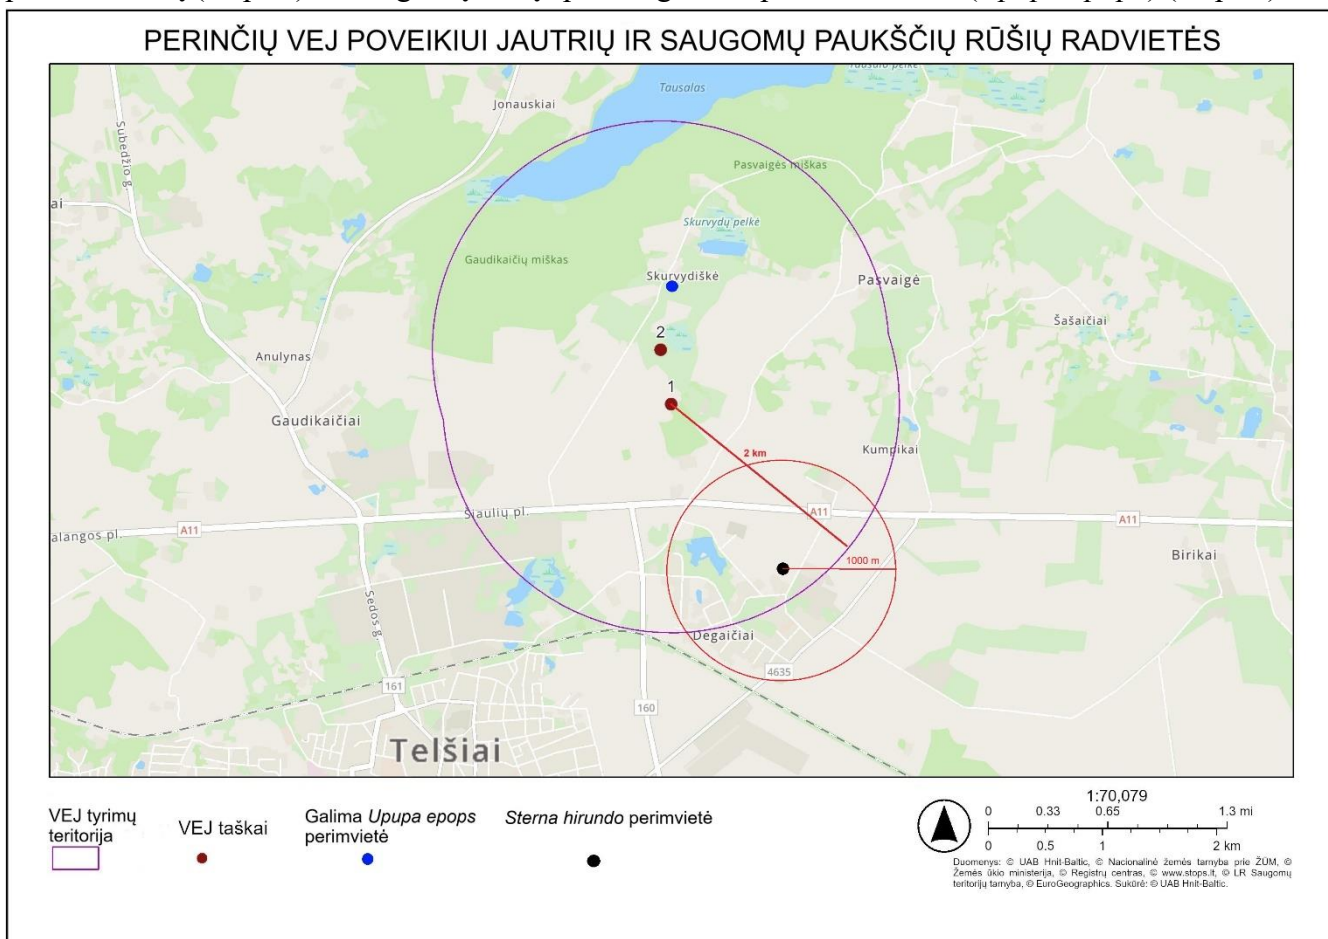 PERINČIŲ VEJ POVEIKIUI JAUTRIŲ IR SAUGOMŲ PAUKŠČIŲ RŪŠIŲ RADVIETĖS
Tausalas
Jonauskiai
Subedžio g.
Pasvaigės miškas
ai
Skurvydų pelkė
Gaudikaičių miškas
Skurvydiškė
Pasvaigė
Šašaičiai
2
Anulynas
1
Gaudikaičiai
Kumpikai
2 km
Šiaulių pl.
A11
A11
alangos pl.
A11
Birikai
1000 m
Sedos g.
Degaičiai
4635
161
160
Telšiai
VEJ tyrimų
teritorija
VEJ taškai
Galima Upupa epops
perimvietė
Sterna hirundo perimvietė
1:70,079
0 0.33 0.65 1.3 mi
0 0.5 1 2 km
Duomenys: © UAB Hnit-Baltic, © Nacionalinė žemės tarnyba prie ŽŪM, ©
Žemės ūkio ministerija, © Registrų centras, © www.stops.lt, © LR Saugomų
teritorijų tarnyba, © EuroGeographics. Sukūrė: © UAB Hnit-Baltic.